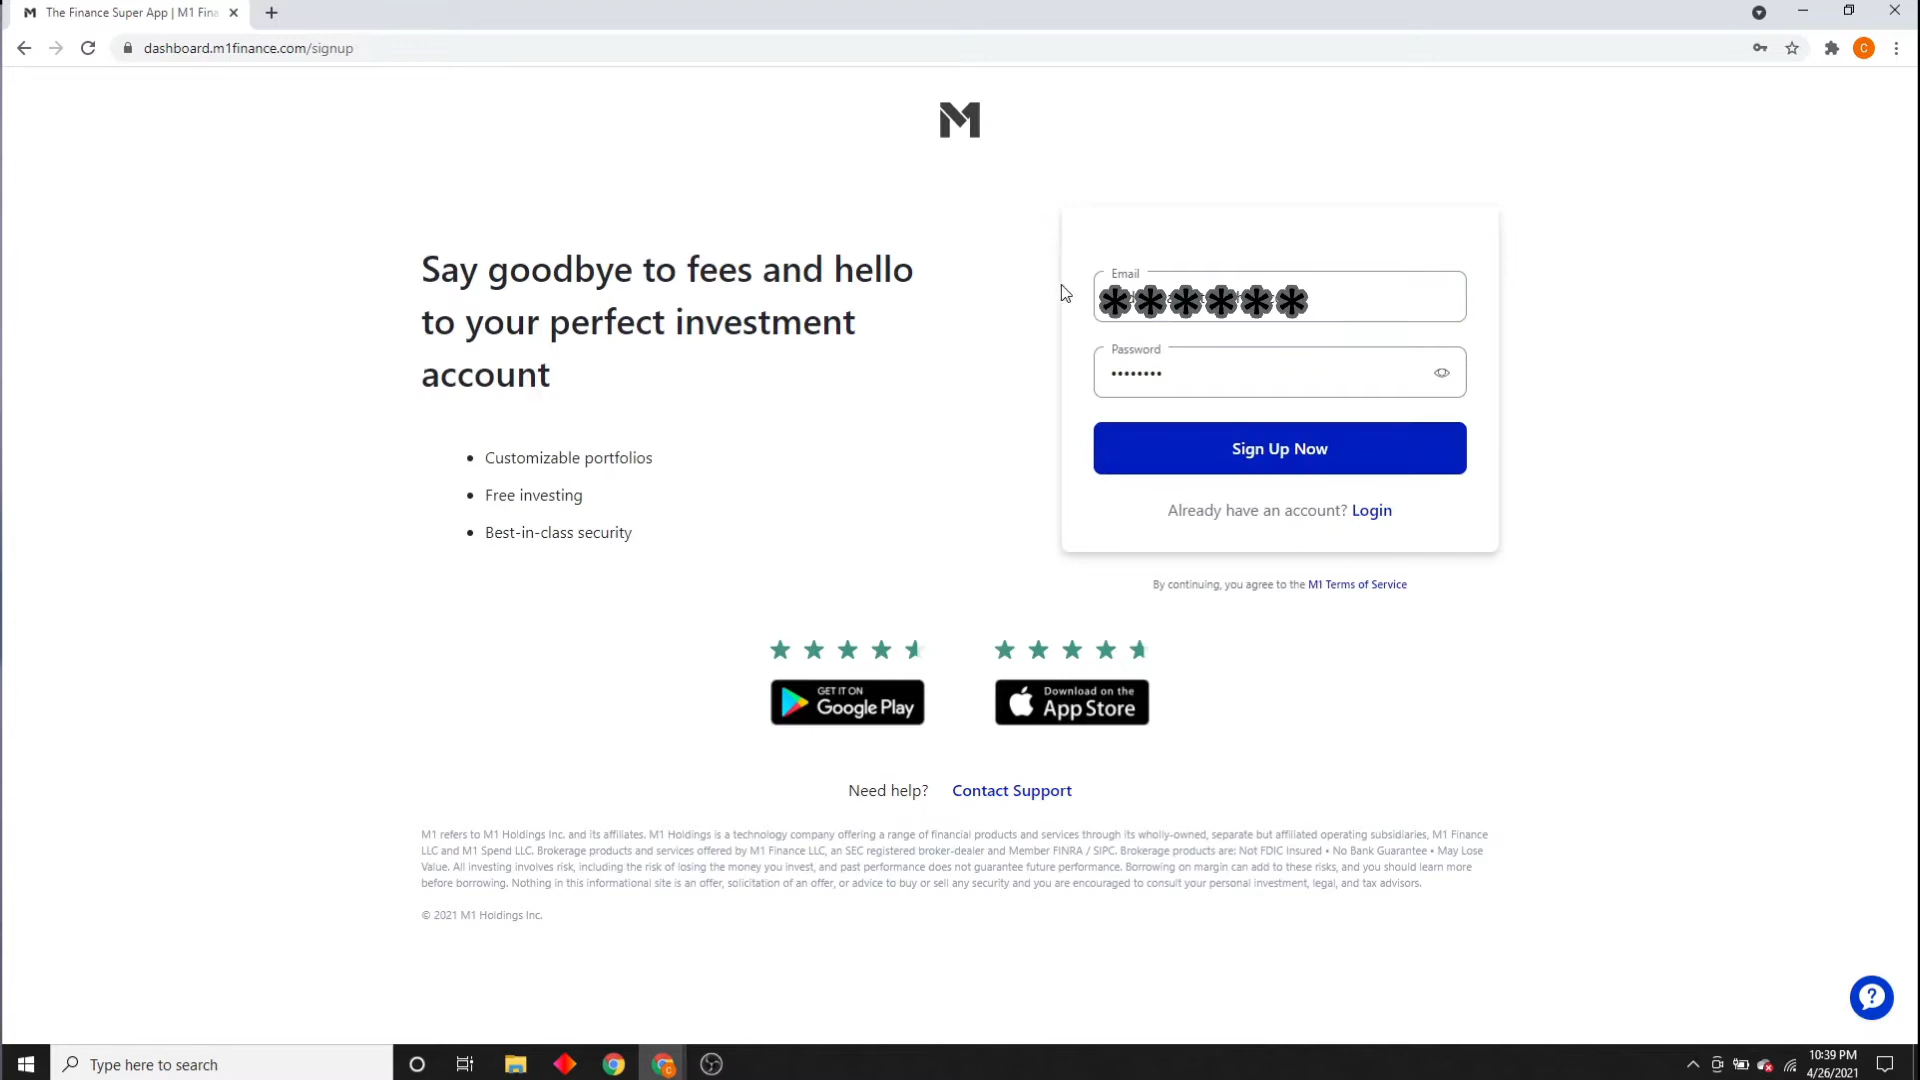 The Finance Super App | M1 Fina
dashboard.m1finance.com/signup
C
M
Say goodbye to fees and hello
to your perfect investment
account
• Customizable portfolios
• Free investing
• Best-in-class security
Email
✱✱✱✱✱✱
Password
••••••••
Sign Up Now
Already have an account? Login
By continuing, you agree to the M1 Terms of Service
GET IT ON
Google Play
Download on the
App Store
Need help? Contact Support
M1 refers to M1 Holdings Inc. and its affiliates. M1 Holdings is a technology company offering a range of financial products and services through its wholly-owned, separate but affiliated operating subsidiaries, M1 Finance
LLC and M1 Spend LLC. Brokerage products and services offered by M1 Finance LLC, an SEC registered broker-dealer and Member FINRA / SIPC. Brokerage products are: Not FDIC Insured • No Bank Guarantee • May Lose
Value. All investing involves risk, including the risk of losing the money you invest, and past performance does not guarantee future performance. Borrowing on margin can add to these risks, and you should learn more
before borrowing. Nothing in this informational site is an offer, solicitation of an offer, or advice to buy or sell any security and you are encouraged to consult your personal investment, legal, and tax advisors.
© 2021 M1 Holdings Inc.
?
Type here to search
10:39 PM
4/26/2021